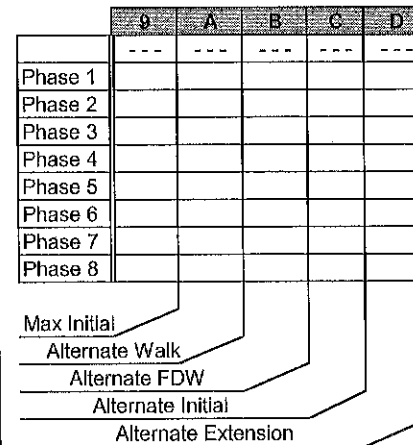 9 A B C D
--- --- --- --- ---
Phase 1
Phase 2
Phase 3
Phase 4
Phase 5
Phase 6
Phase 7
Phase 8
Max Initial
Alternate Walk
Alternate FDW
Alternate Initial
Alternate Extension